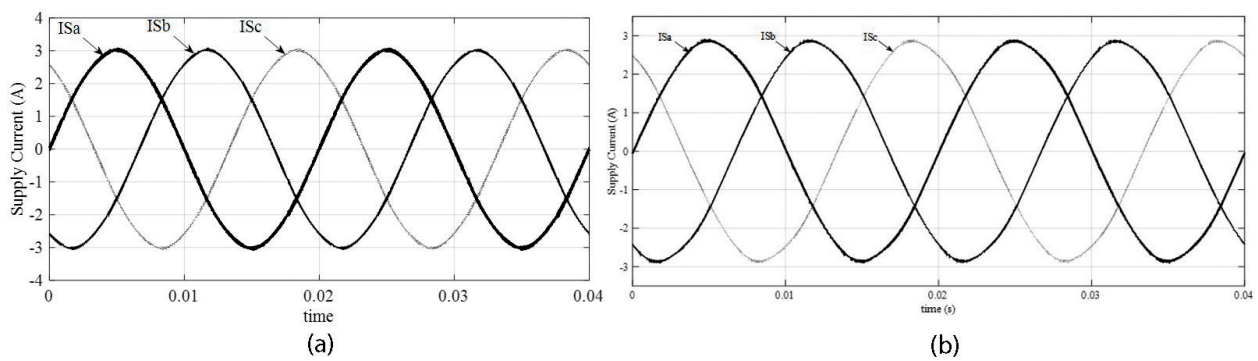 ISa
ISb
ISc
4
3
2
1
0
-1
-2
-3
-4
Supply Current (A)
0
0.01
0.02
0.03
0.04
time
(a)
ISa
ISb
ISc
3
2
1
0
-1
-2
-3
Supply Current (A)
0
0.01
0.02
0.03
0.04
time (s)
(b)